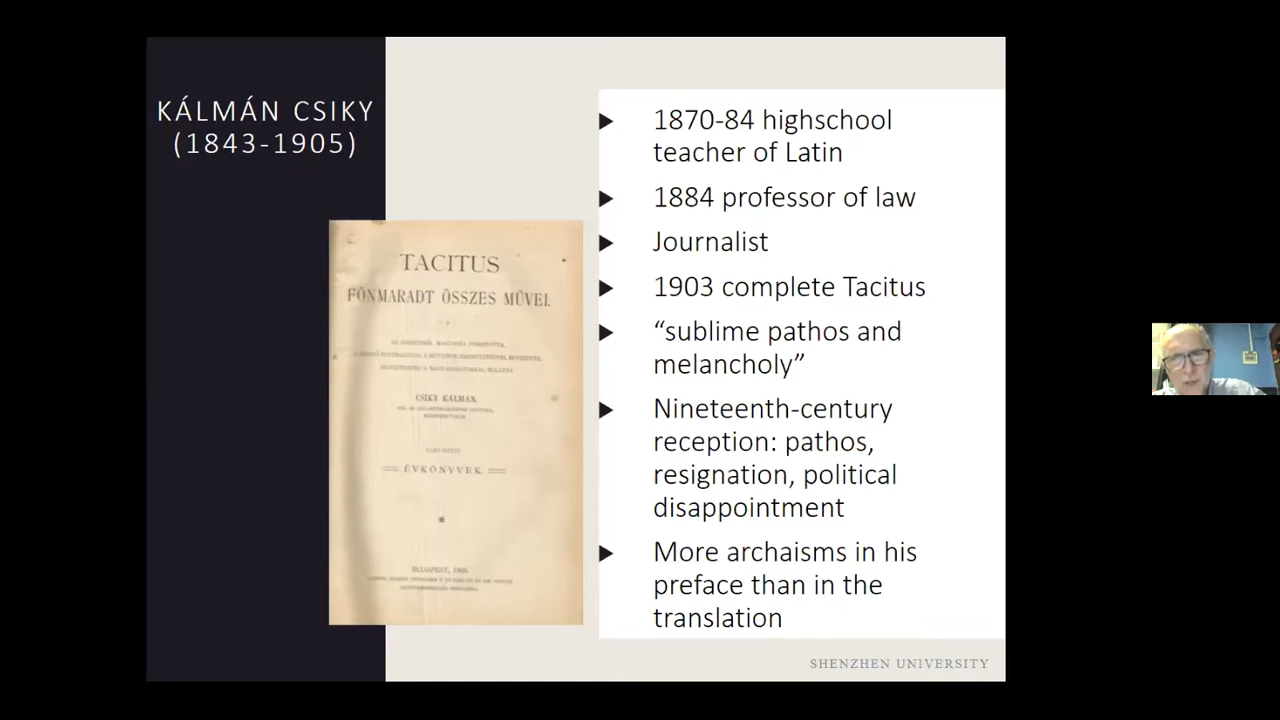 KÁLMÁN CSIKY
(1843-1905)
TACITUS
FÖNMARADT ÖSSZES MŰVEI.
CSIKY KÁLMÁN,
ÉVKÖNYVEK.
BUDAPEST, 1903.
1870-84 highschool
teacher of Latin
1884 professor of law
Journalist
1903 complete Tacitus
“sublime pathos and
melancholy”
Nineteenth-century
reception: pathos,
resignation, political
disappointment
More archaisms in his
preface than in the
translation
SHENZHEN UNIVERSITY